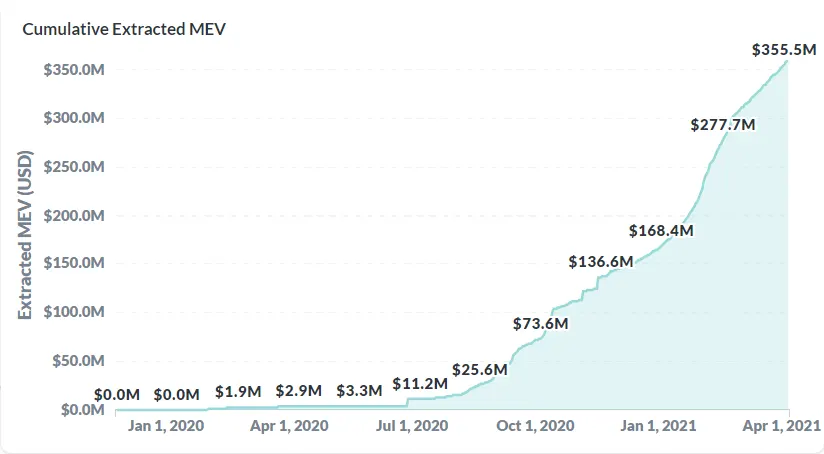 Cumulative Extracted MEV
Extracted MEV (USD)
$350.0M
$300.0M
$250.0M
$200.0M
$150.0M
$100.0M
$50.0M
$0.0M
$0.0M
$0.0M
$1.9M
$2.9M
$3.3M
$11.2M
$25.6M
$73.6M
$136.6M
$168.4M
$277.7M
$355.5M
Jan 1, 2020
Apr 1, 2020
Jul 1, 2020
Oct 1, 2020
Jan 1, 2021
Apr 1, 2021